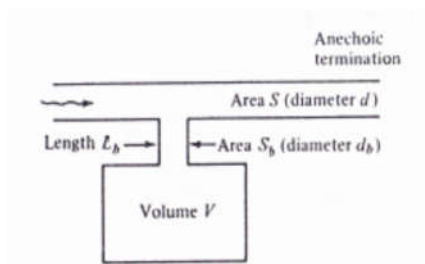 Anechoic
termination
Area S (diameter d)
Length L_b
Area S_b (diameter d_b)
Volume V